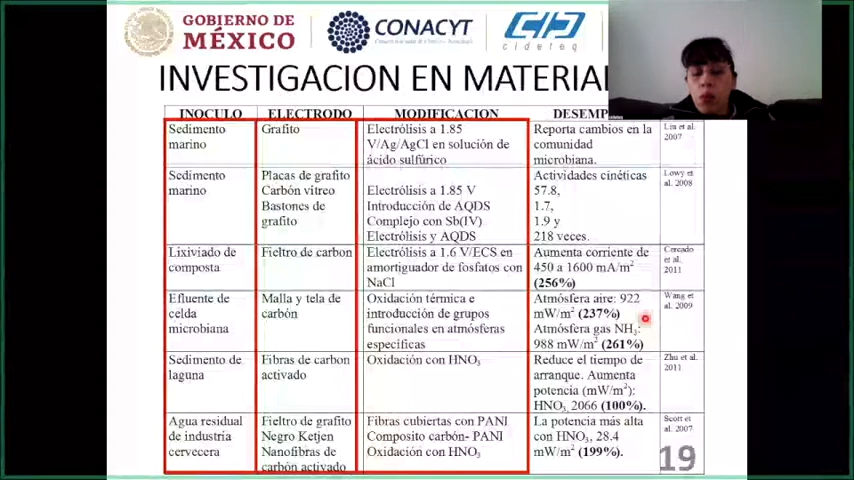 GOBIERNO DE
MÉXICO
CONACYT
cideteq
INVESTIGACION EN MATERIAL
INOCULO ELECTRODO MODIFICACION DESEMP
Sedimento marino
Grafito
Electrólisis a 1.85
V/Ag/AgCl en solución de
ácido sulfúrico
Reporta cambios en la
comunidad
microbiana.
Liu et al.
2007
Sedimento
marino
Placas de grafito
Carbón vítreo
Bastones de
grafito
Electrólisis a 1.85 V
Introducción de AQDS
Complejo con Sb(IV)
Electrólisis y AQDS
Actividades cinéticas
57.8,
1.7,
1.9 y
218 veces.
Lowy et
al. 2008
Lixiviado de
composta
Fieltro de carbon
Electrólisis a 1.6 V/ECS en
amortiguador de fosfatos con
NaCl
Aumenta corriente de
450 a 1600 mA/m²
(256%)
Cercado
et al.
2011
Efluente de
celda
microbiana
Malla y tela de
carbón
Oxidación térmica e
introducción de grupos
funcionales en atmósferas
específicas
Atmósfera aire: 922
mW/m² (237%)
Atmósfera gas NH₃:
988 mW/m² (261%)
Wang et
al. 2009
Sedimento de
laguna
Fibras de carbon
activado
Oxidación con HNO₃
Reduce el tiempo de
arranque. Aumenta
potencia (mW/m²):
HNO₃ 2066 (100%).
Zhu et al.
2011
Agua residual
de industria
cervecera
Fieltro de grafito
Negro Ketjen
Nanofibras de
carbón activado
Fibras cubiertas con PANI
Composito carbón- PANI
Oxidación con HNO₃
La potencia más alta
con HNO₃, 28.4
mW/m² (199%).
Scott et
al. 2007
19